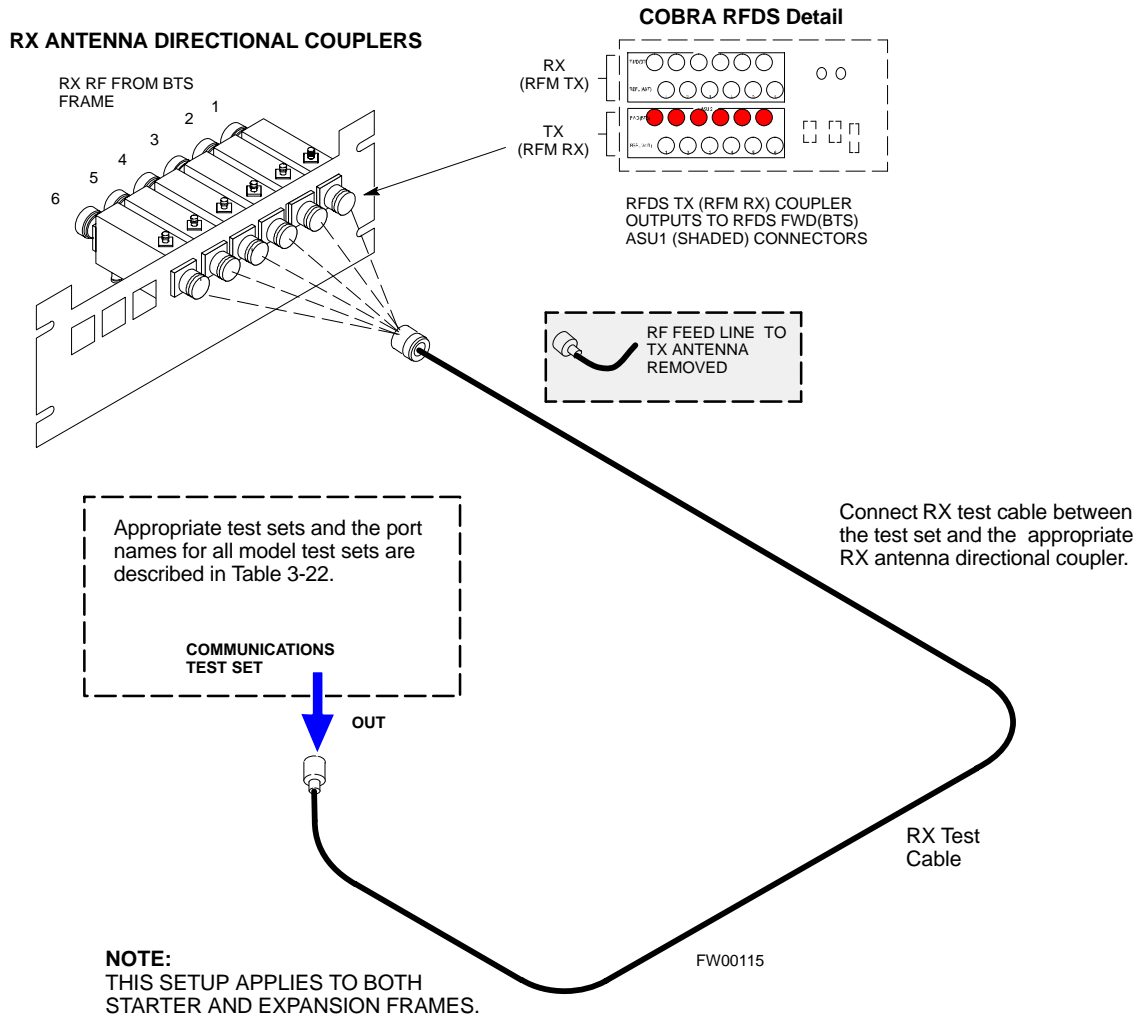 COBRA RFDS Detail
RX ANTENNA DIRECTIONAL COUPLERS
RX RF FROM BTS
FRAME
1
2
3
4
5
6
RX
(RFM TX)
TX
(RFM RX)
RFDS TX (RFM RX) COUPLER
OUTPUTS TO RFDS FWD(BTS)
ASU1 (SHADED) CONNECTORS
RF FEED LINE TO
TX ANTENNA
REMOVED
Appropriate test sets and the port
names for all model test sets are
described in Table 3-22.
COMMUNICATIONS
TEST SET
OUT
Connect RX test cable between
the test set and the appropriate
RX antenna directional coupler.
RX Test
Cable
FW00115
NOTE:
THIS SETUP APPLIES TO BOTH
STARTER AND EXPANSION FRAMES.